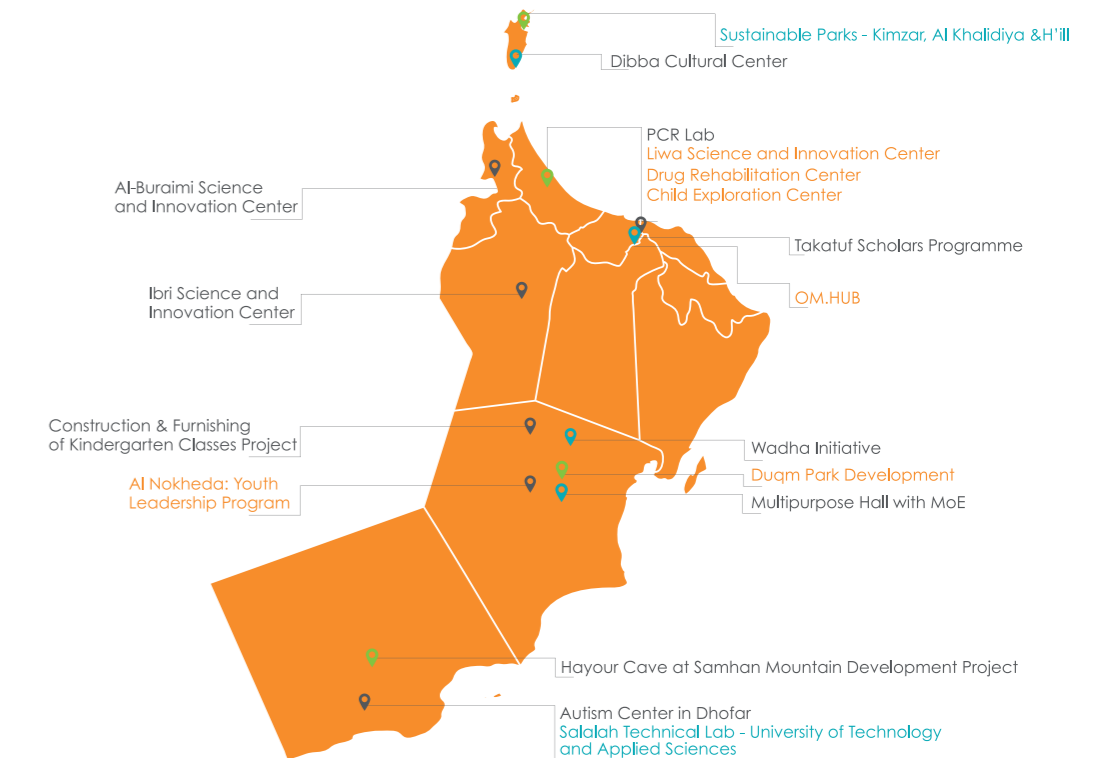 Sustainable Parks - Kimzar, Al Khalidiya &H'ill
Dibba Cultural Center
PCR Lab
Liwa Science and Innovation Center
Drug Rehabilitation Center
Child Exploration Center
Al-Buraimi Science
and Innovation Center
Takatuf Scholars Programme
Ibri Science and
Innovation Center
OM.HUB
Construction & Furnishing
of Kindergarten Classes Project
Wadha Initiative
Al Nokheda: Youth
Leadership Program
Duqm Park Development
Multipurpose Hall with MoE
Hayour Cave at Samhan Mountain Development Project
Autism Center in Dhofar
Salalah Technical Lab - University of Technology
and Applied Sciences